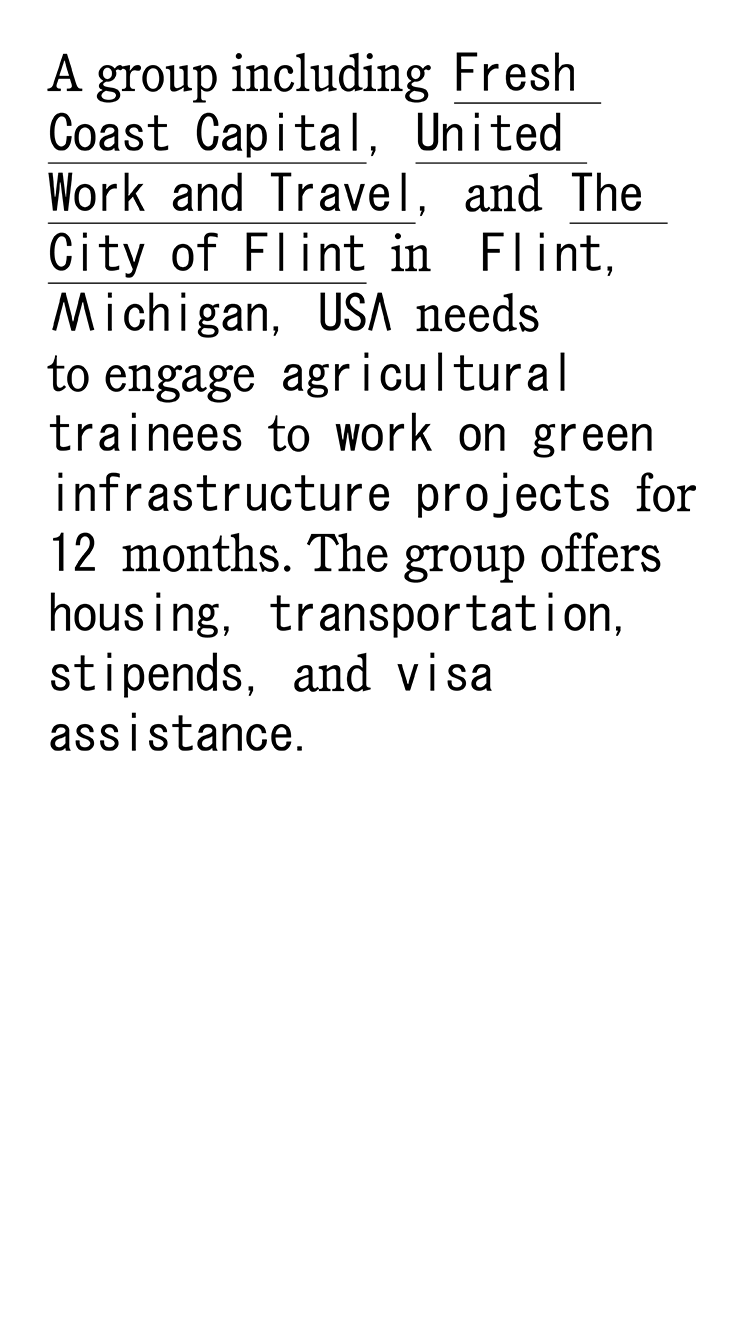 A group including Fresh
Coast Capital, United
Work and Travel, and The
City of Flint in Flint,
Michigan, USA needs
to engage agricultural
trainees to work on green
infrastructure projects for
12 months. The group offers
housing, transportation,
stipends, and visa
assistance.